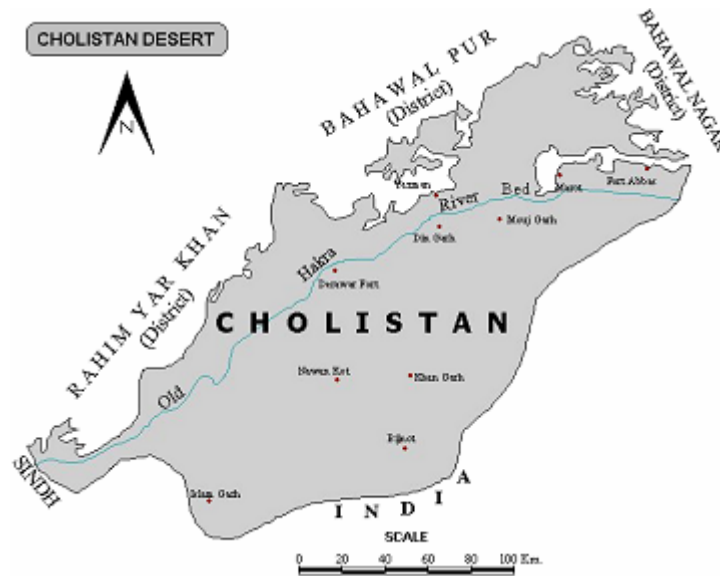 CHOLISTAN DESERT
N
BAHAWAL PUR
(District)
BAHAWAL NAGAR
(District)
RAHIM YAR KHAN
(District)
Marot
Fort Abbas
Old Hakra River Bed
Mouj Garh
Din Garh
Derawar Fort
CHOLISTAN
Nawan Kot
Khan Garh
Bijnot
Islam Garh
SINDH
INDIA
SCALE
0 20 40 60 80 100 Km.